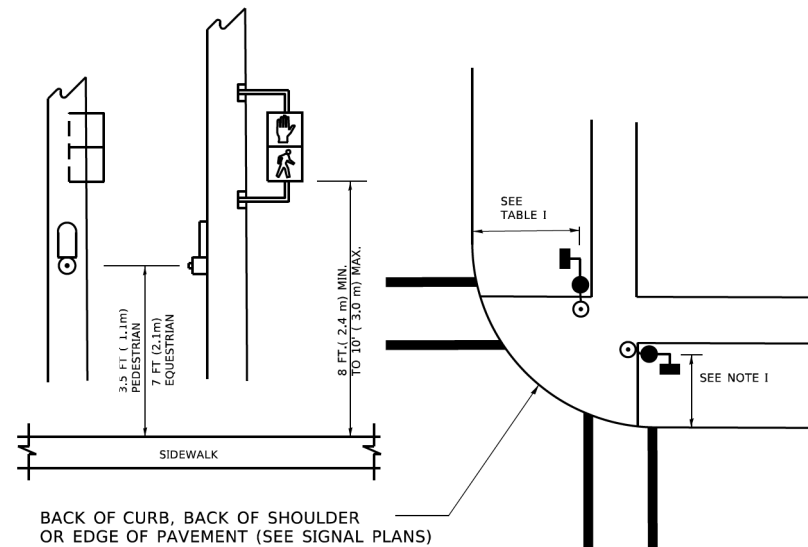 SEE
TABLE I
3.5 FT ( 1.1m)
PEDESTRIAN
7 FT (2.1m)
EQUESTRIAN
8 FT.( 2.4 m) MIN.
TO 10' ( 3.0 m) MAX.
SEE NOTE I
SIDEWALK
BACK OF CURB, BACK OF SHOULDER
OR EDGE OF PAVEMENT (SEE SIGNAL PLANS)